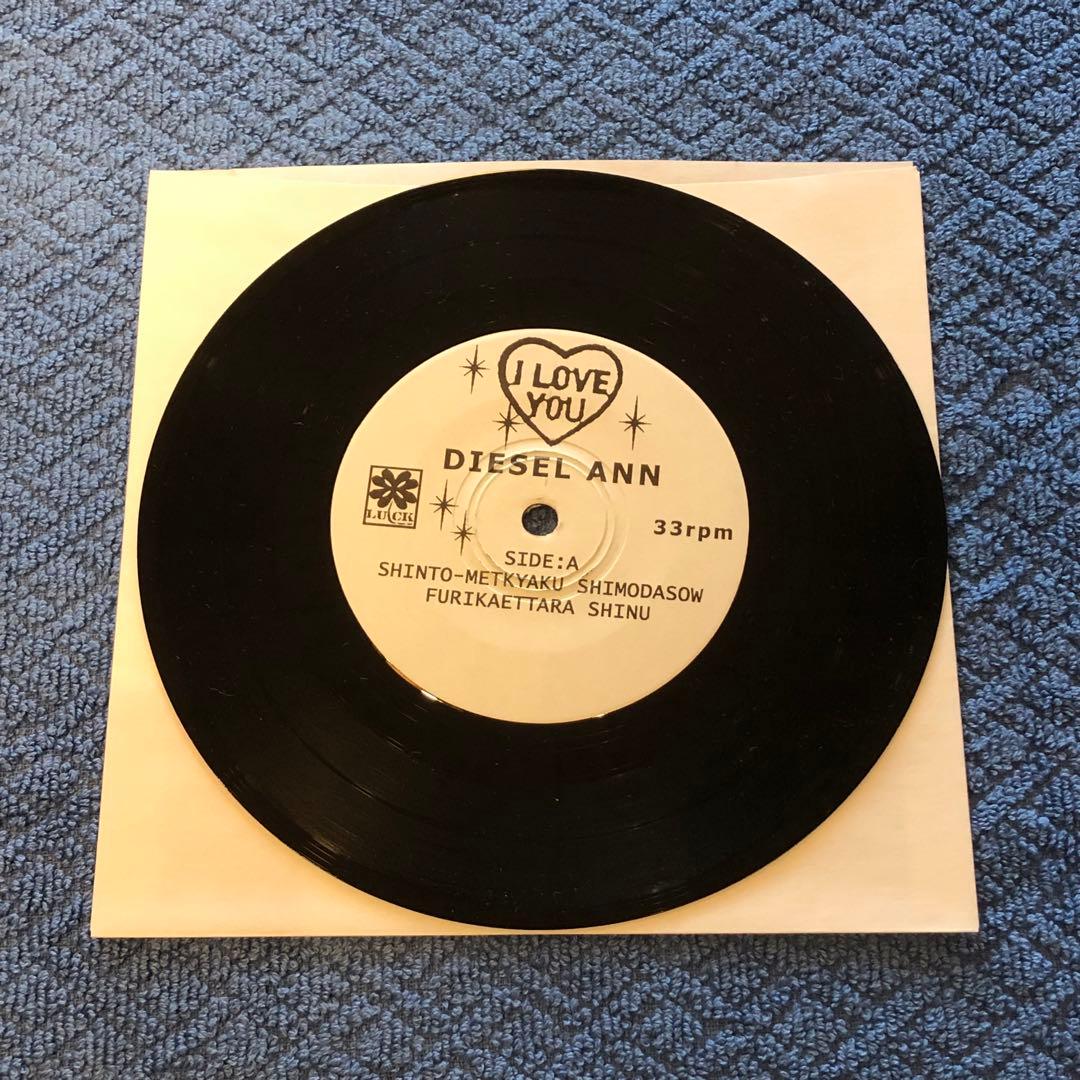 I LOVE
YOU
DIESEL ANN
LUCK
33rpm
SIDE:A
SHINTO-METKYAKU SHIMODASOW
FURIKAETTARA SHINU